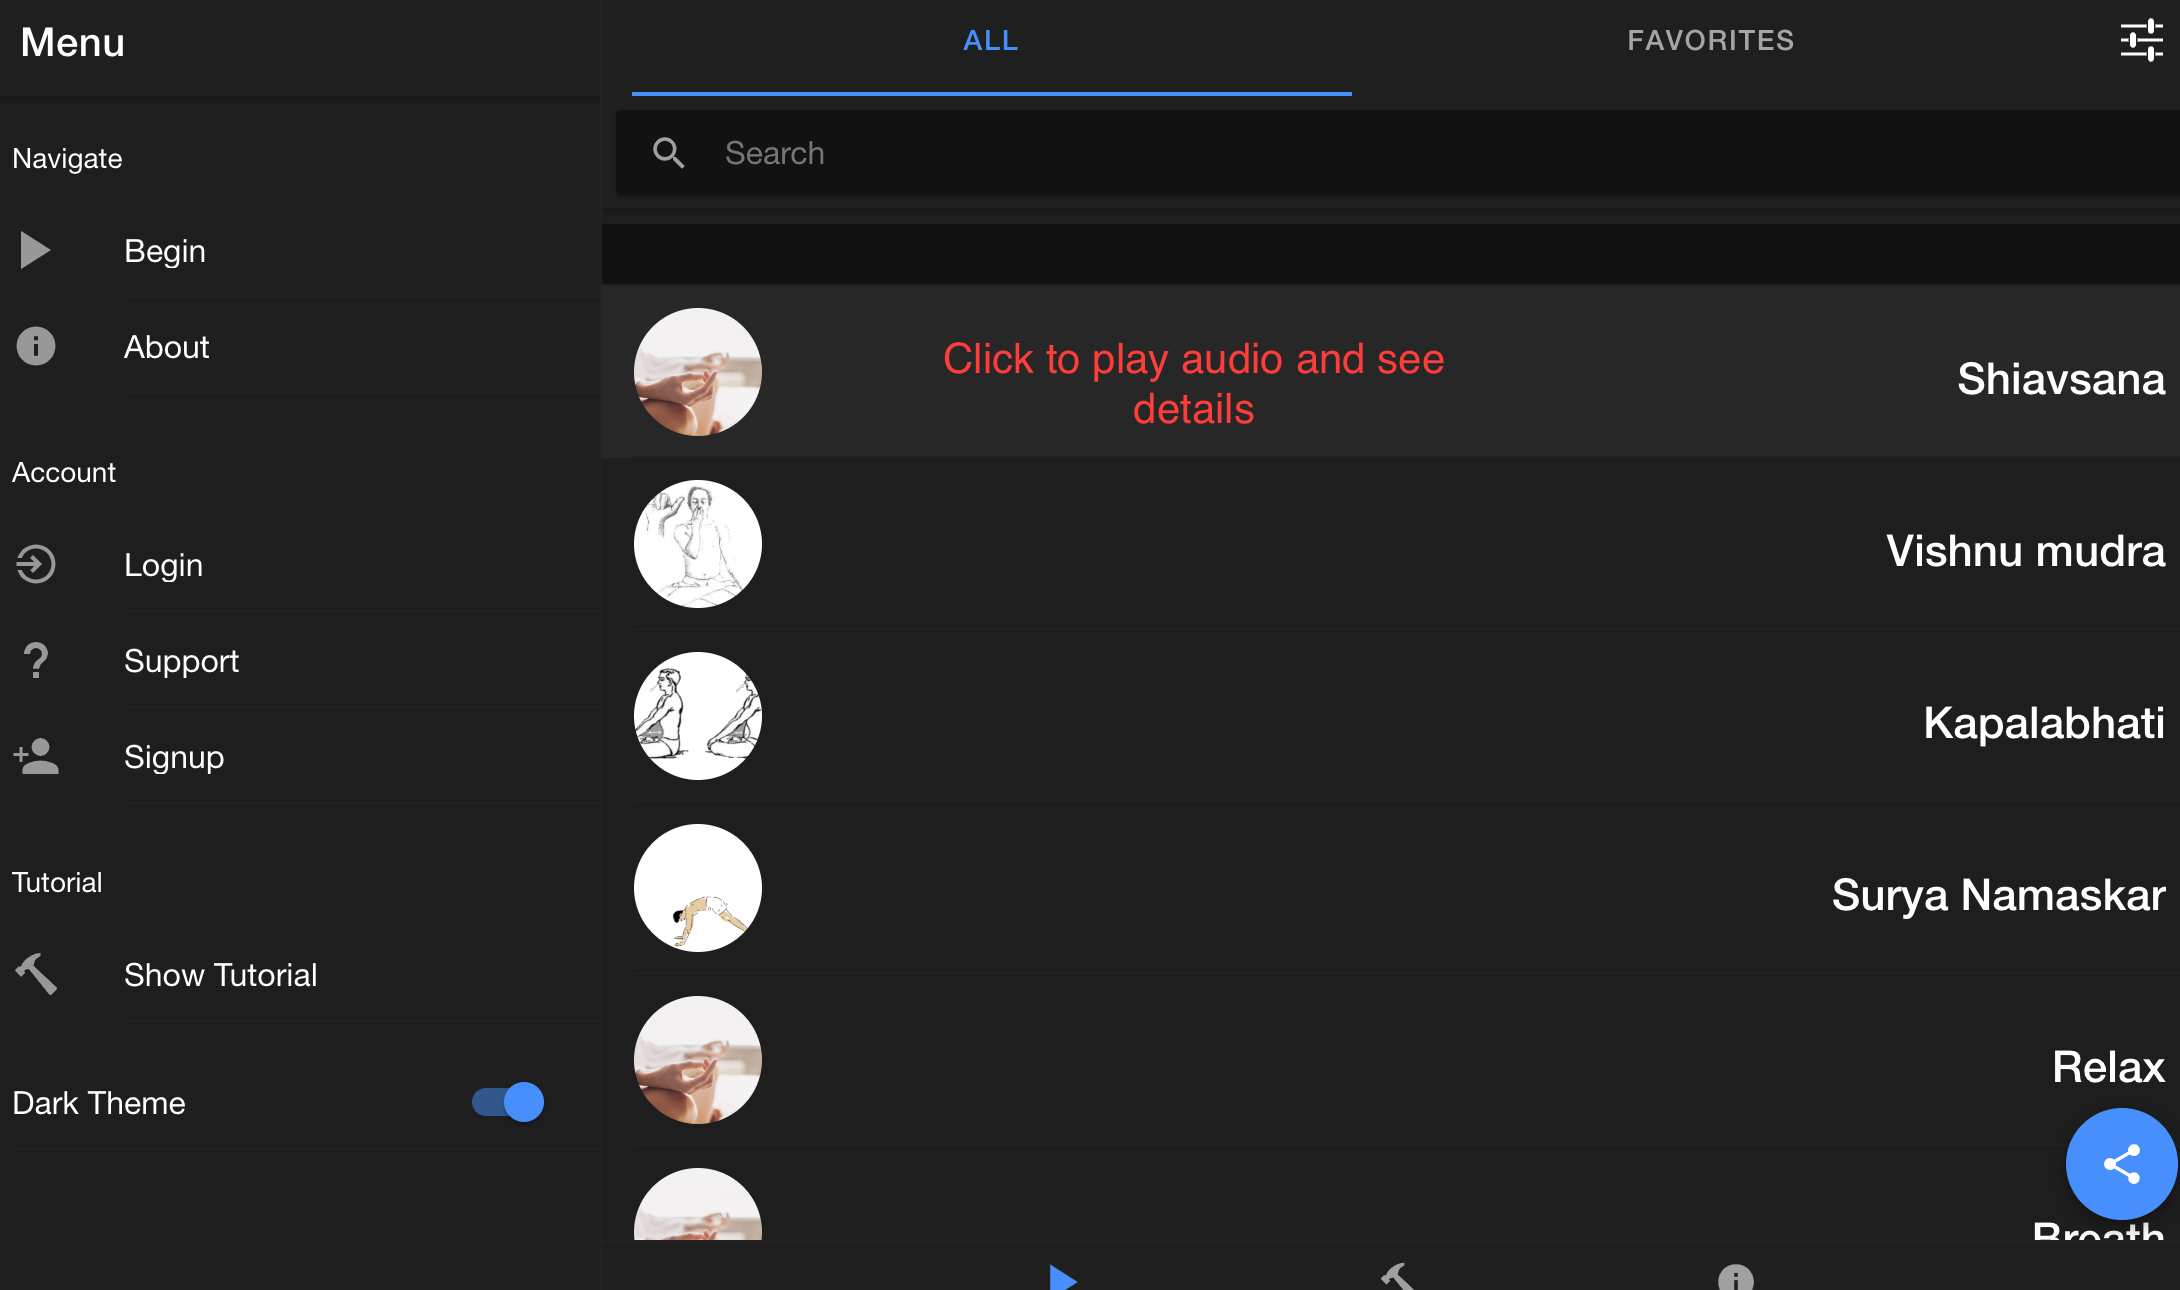 Menu
Navigate
Begin
About
Account
Login
Support
Signup
Tutorial
Show Tutorial
Dark Theme
ALL
FAVORITES
Search
Click to play audio and see
details
Shiavsana
Vishnu mudra
Kapalabhati
Surya Namaskar
Relax
Breath